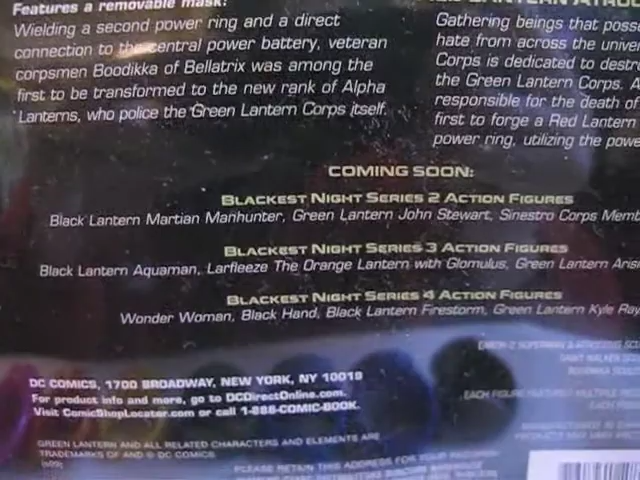 Features a removable mask!
Wielding a second power ring and a direct
connection to the central power battery, veteran
corpsmen Boodikka of Bellatrix was among the
first to be transformed to the new rank of Alpha
Lanterns, who police the Green Lantern Corps itself.
Gathering beings that
hate from across the
Corps is dedicated to
the Green Lantern Corps.
responsible for the death of
first to forge a Red Lantern
power ring, utilizing the
COMING SOON:
BLACKEST NIGHT SERIES 2 ACTION FIGURES
Black Lantern Martian Manhunter, Green Lantern John Stewart, Sinestro Corps
BLACKEST NIGHT SERIES 3 ACTION FIGURES
Black Lantern Aquaman, Larfleeze The Orange Lantern with Glomulus, Green Lantern
BLACKEST NIGHT SERIES 4 ACTION FIGURES
Wonder Woman, Black Hand, Black Lantern Firestorm, Green Lantern Kyle
DC COMICS, 1700 BROADWAY, NEW YORK, NY 10019
For product info and more, go to DCDirectOnline.com.
Visit ComicShopLocator.com or call 1-888-COMIC-BOOK.
GREEN LANTERN AND ALL RELATED CHARACTERS AND ELEMENTS ARE
TRADEMARKS OF AND © DC COMICS.
(s09)
PLEASE RETAIN THIS ADDRESS FOR